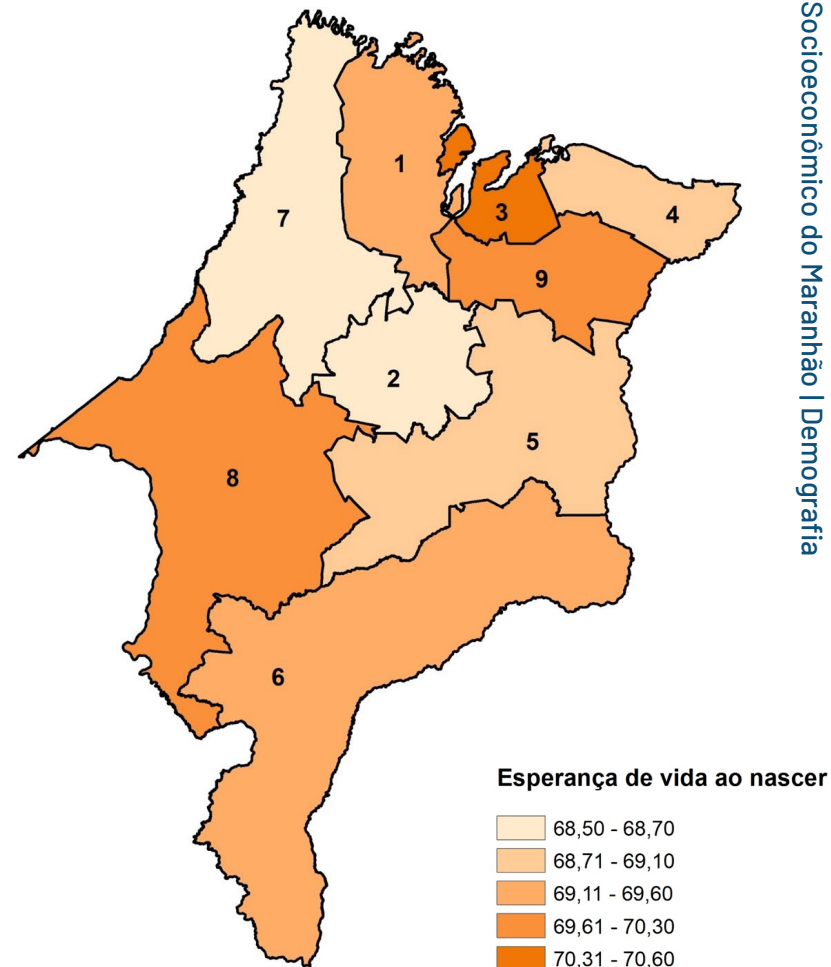 Socioeconômico do Maranhão | Demografia
1
7
3
4
9
2
5
8
6
Esperança de vida ao nascer
68,50 - 68,70
68,71 - 69,10
69,11 - 69,60
69,61 - 70,30
70,31 - 70,60